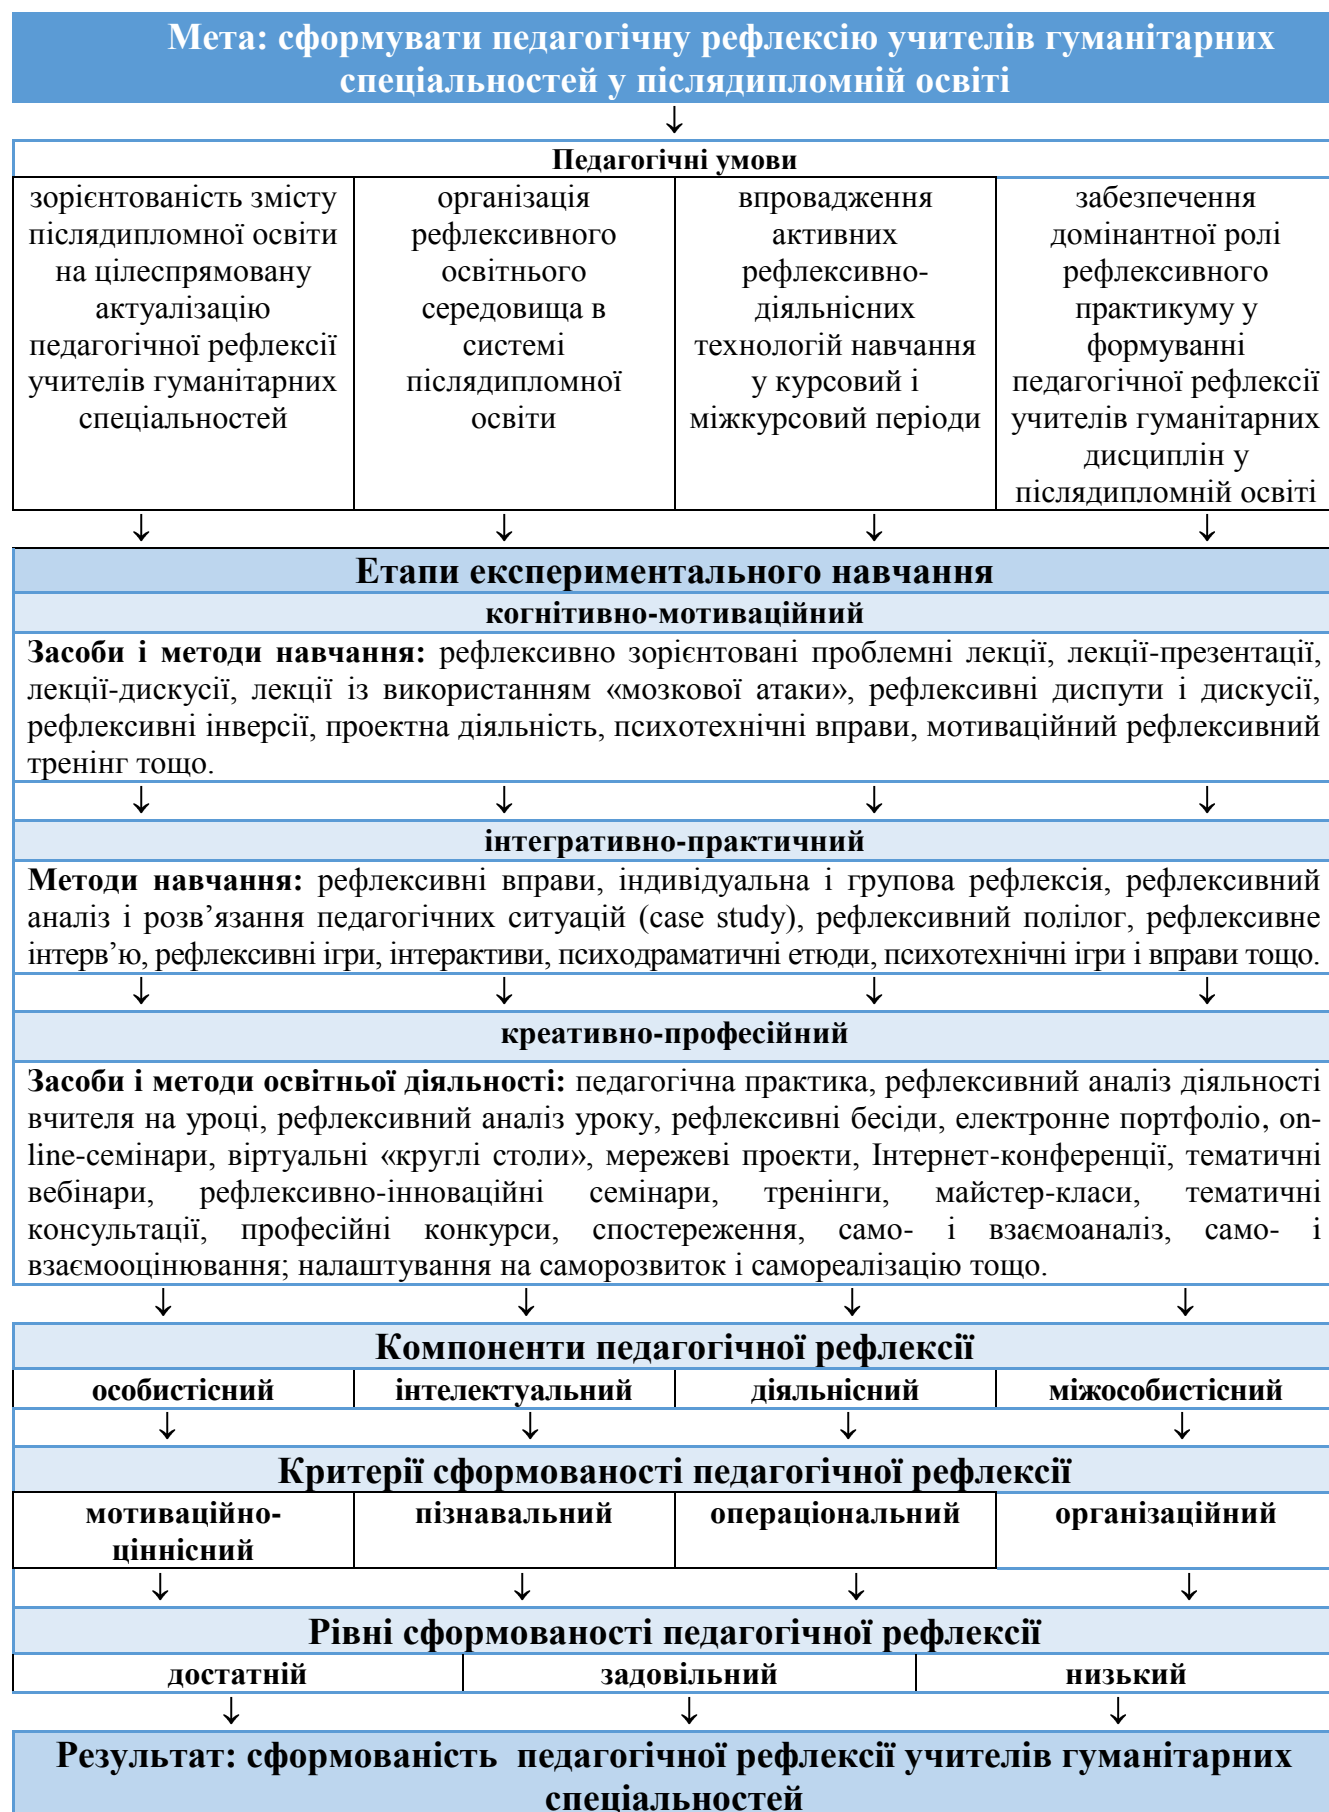 Мета: сформувати педагогічну рефлексію учителів гуманітарних
спеціальностей у післядипломній освіті
↓
Педагогічні умови
зорієнтованість змісту
післядипломної освіти
на цілеспрямовану
актуалізацію
педагогічної рефлексії
учителів гуманітарних
спеціальностей
організація
рефлексивного
освітнього
середовища в
системі
післядипломної
освіти
впровадження
активних
рефлексивно-
діяльнісних
технологій навчання
у курсовий і
міжкурсовий періоди
забезпечення
домінантної ролі
рефлексивного
практикуму у
формуванні
педагогічної рефлексії
учителів гуманітарних
дисциплін у
післядипломній освіті
↓ ↓ ↓ ↓
Етапи експериментального навчання
когнітивно-мотиваційний
Засоби і методи навчання: рефлексивно зорієнтовані проблемні лекції, лекції-презентації,
лекції-дискусії, лекції із використанням «мозкової атаки», рефлексивні диспути і дискусії,
рефлексивні інверсії, проектна діяльність, психотехнічні вправи, мотиваційний рефлексивний
тренінг тощо.
↓ ↓ ↓ ↓
інтегративно-практичний
Методи навчання: рефлексивні вправи, індивідуальна і групова рефлексія, рефлексивний
аналіз і розв’язання педагогічних ситуацій (case study), рефлексивний полілог, рефлексивне
інтерв’ю, рефлексивні ігри, інтерактиви, психодраматичні етюди, психотехнічні ігри і вправи тощо.
↓ ↓ ↓ ↓
креативно-професійний
Засоби і методи освітньої діяльності: педагогічна практика, рефлексивний аналіз діяльності
вчителя на уроці, рефлексивний аналіз уроку, рефлексивні бесіди, електронне портфоліо, on-
line-семінари, віртуальні «круглі столи», мережеві проекти, Інтернет-конференції, тематичні
вебінари, рефлексивно-інноваційні семінари, тренінги, майстер-класи, тематичні
консультації, професійні конкурси, спостереження, само- і взаємоаналіз, само- і
взаємооцінювання; налаштування на саморозвиток і самореалізацію тощо.
↓ ↓ ↓ ↓
Компоненти педагогічної рефлексії
особистісний інтелектуальний діяльнісний міжособистісний
↓ ↓ ↓ ↓
Критерії сформованості педагогічної рефлексії
мотиваційно-
ціннісний
пізнавальний
операціональний
організаційний
↓ ↓ ↓ ↓
Рівні сформованості педагогічної рефлексії
достатній задовільний низький
↓ ↓ ↓
Результат: сформованість педагогічної рефлексії учителів гуманітарних
спеціальностей